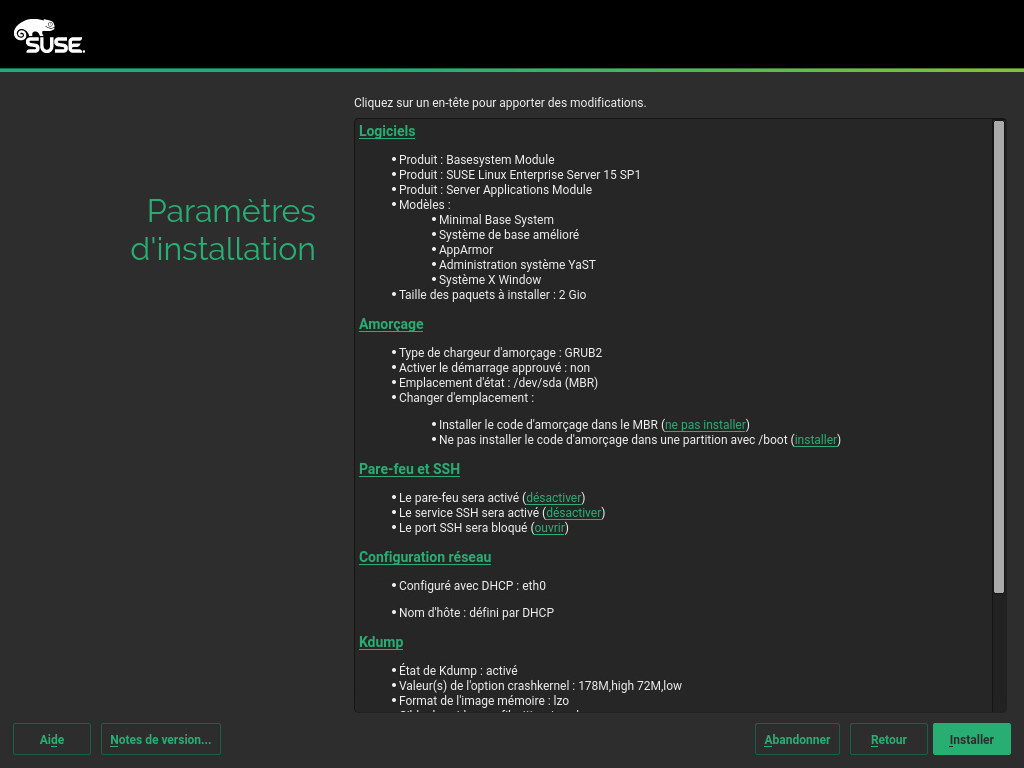 SUSE.
Cliquez sur un en-tête pour apporter des modifications.
Paramètres
d'installation
Logiciels
• Produit : Basesystem Module
• Produit : SUSE Linux Enterprise Server 15 SP1
• Produit : Server Applications Module
• Modèles :
• Minimal Base System
• Système de base amélioré
• AppArmor
• Administration système YaST
• Système X Window
• Taille des paquets à installer : 2 Gio
Amorçage
• Type de chargeur d'amorçage : GRUB2
• Activer le démarrage approuvé : non
• Emplacement d'état : /dev/sda (MBR)
• Changer d'emplacement :
• Installer le code d'amorçage dans le MBR (ne pas installer)
• Ne pas installer le code d'amorçage dans une partition avec /boot (installer)
Pare-feu et SSH
• Le pare-feu sera activé (désactiver)
• Le service SSH sera activé (désactiver)
• Le port SSH sera bloqué (ouvrir)
Configuration réseau
• Configuré avec DHCP : eth0
• Nom d'hôte : défini par DHCP
Kdump
• État de Kdump : activé
• Valeur(s) de l'option crashkernel : 178M,high 72M,low
• Format de l'image mémoire : lzo
Aide
Notes de version...
Abandonner
Retour
Installer